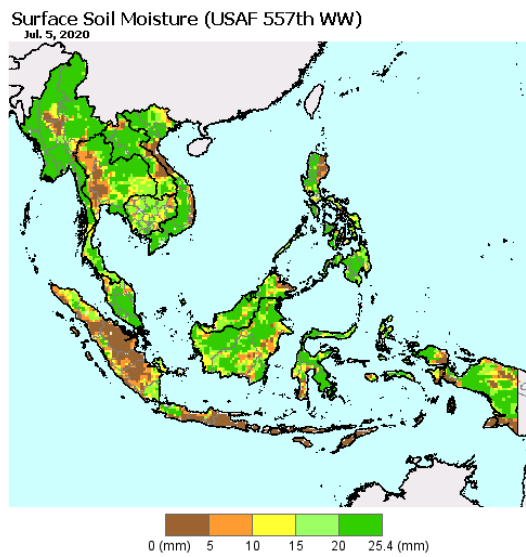 Surface Soil Moisture (USAF 557th WW)
Jul. 5, 2020
0 (mm) 5 10 15 20 25.4 (mm)